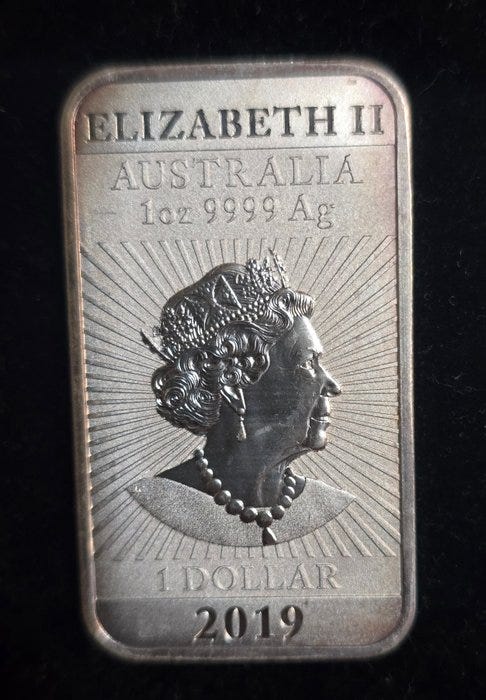 ELIZABETH II
AUSTRALIA
1oz 9999 Ag
1 DOLLAR
2019